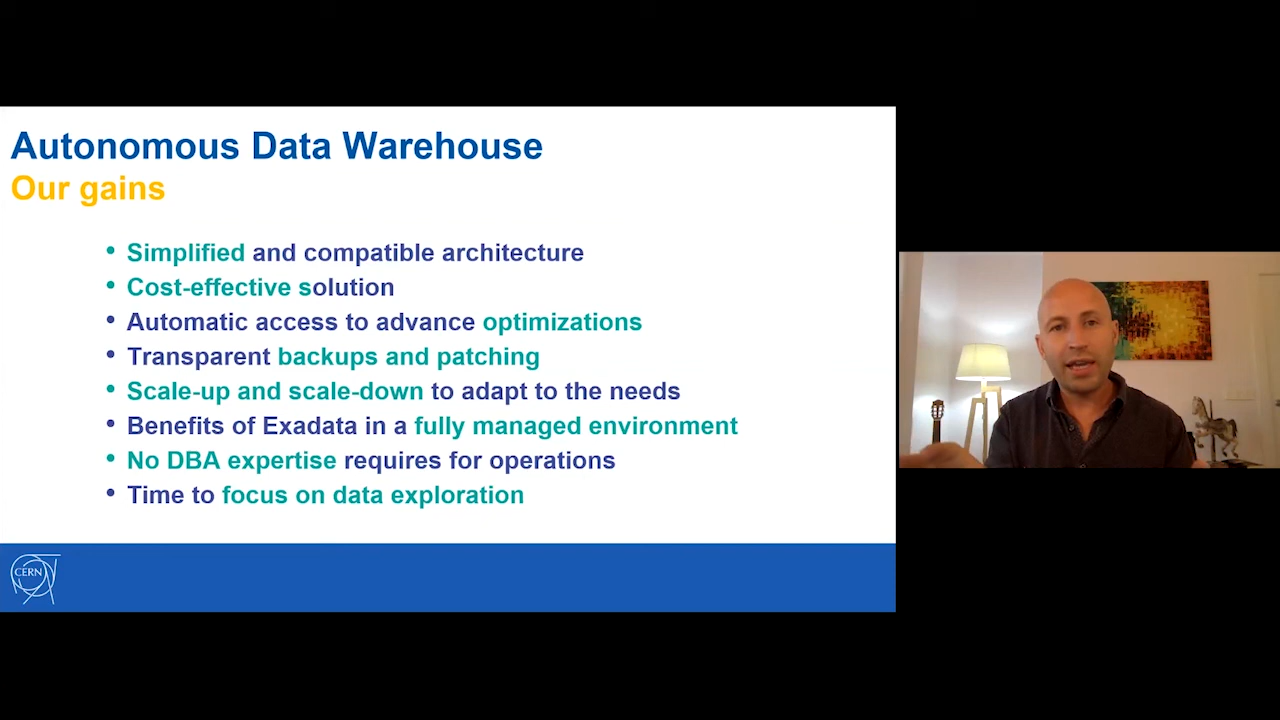 Autonomous Data Warehouse
Our gains
• Simplified and compatible architecture
• Cost-effective solution
• Automatic access to advance optimizations
• Transparent backups and patching
• Scale-up and scale-down to adapt to the needs
• Benefits of Exadata in a fully managed environment
• No DBA expertise requires for operations
• Time to focus on data exploration
CERN